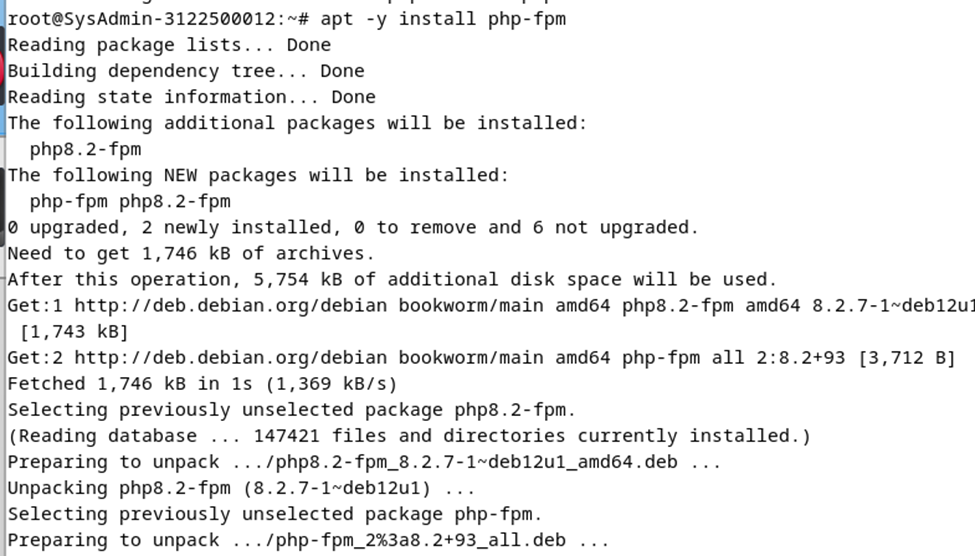 root@SysAdmin-3122500012:~# apt -y install php-fpm
Reading package lists... Done
Building dependency tree... Done
Reading state information... Done
The following additional packages will be installed:
  php8.2-fpm
The following NEW packages will be installed:
  php-fpm php8.2-fpm
0 upgraded, 2 newly installed, 0 to remove and 6 not upgraded.
Need to get 1,746 kB of archives.
After this operation, 5,754 kB of additional disk space will be used.
Get:1 http://deb.debian.org/debian bookworm/main amd64 php8.2-fpm amd64 8.2.7-1~deb12u1
 [1,743 kB]
Get:2 http://deb.debian.org/debian bookworm/main amd64 php-fpm all 2:8.2+93 [3,712 B]
Fetched 1,746 kB in 1s (1,369 kB/s)
Selecting previously unselected package php8.2-fpm.
(Reading database ... 147421 files and directories currently installed.)
Preparing to unpack .../php8.2-fpm_8.2.7-1~deb12u1_amd64.deb ...
Unpacking php8.2-fpm (8.2.7-1~deb12u1) ...
Selecting previously unselected package php-fpm.
Preparing to unpack .../php-fpm_2%3a8.2+93_all.deb ...